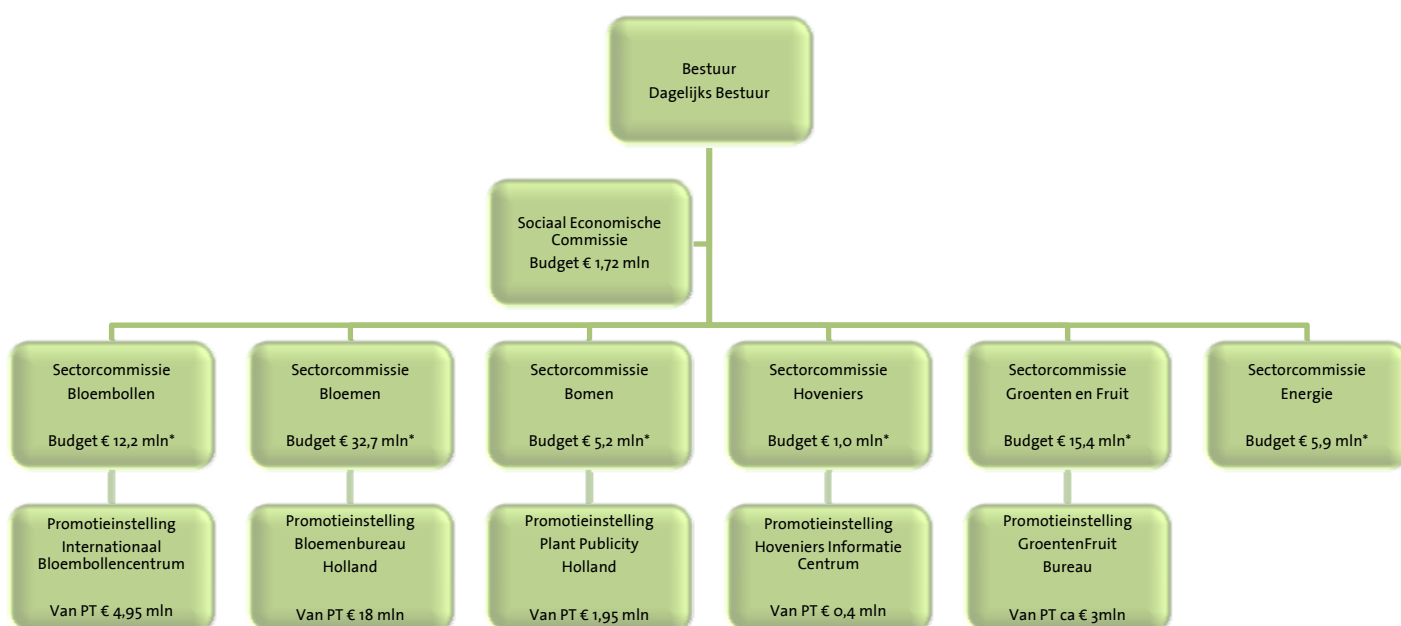 Bestuur
Dagelijks Bestuur
Sociaal Economische
Commissie
Budget € 1,72 mln
Sectorcommissie
Bloembollen
Budget € 12,2 mln*
Sectorcommissie
Bloemen
Budget € 32,7 mln*
Sectorcommissie
Bomen
Budget € 5,2 mln*
Sectorcommissie
Hoveniers
Budget € 1,0 mln*
Sectorcommissie
Groenten en Fruit
Budget € 15,4 mln*
Sectorcommissie
Energie
Budget € 5,9 mln*
Promotieinstelling
Internationaal
Bloembollencentrum
Van PT € 4,95 mln
Promotieinstelling
Bloemenbureau
Holland
Van PT € 18 mln
Promotieinstelling
Plant Publicity
Holland
Van PT € 1,95 mln
Promotieinstelling
Hoveniers Informatie
Centrum
Van PT € 0,4 mln
Promotieinstelling
GroentenFruit
Bureau
Van PT ca € 3mln